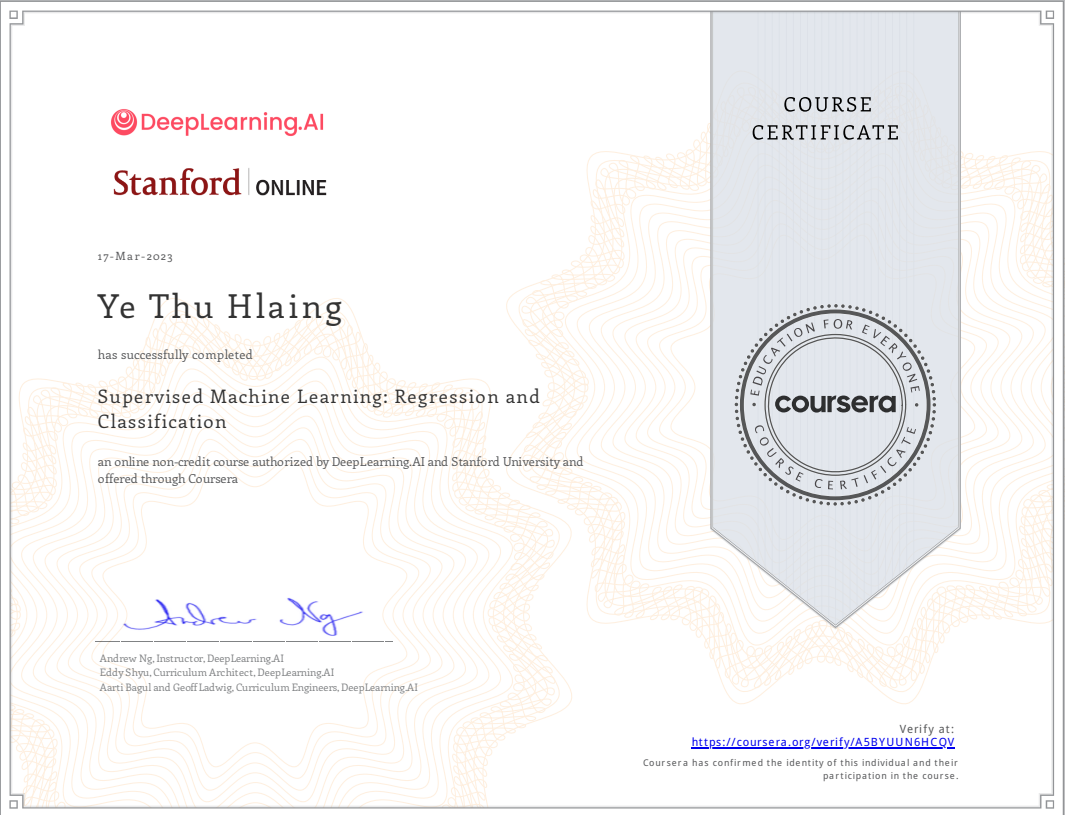 DeepLearning.AI
Stanford ONLINE
17-Mar-2023
Ye Thu Hlaing
has successfully completed
Supervised Machine Learning: Regression and
Classification
an online non-credit course authorized by DeepLearning.AI and Stanford University and
offered through Coursera
Andrew Ng
Andrew Ng, Instructor, DeepLearning.AI
Eddy Shyu, Curriculum Architect, DeepLearning.AI
Aarti Bagul and Geoff Ladwig, Curriculum Engineers, DeepLearning.AI
COURSE
CERTIFICATE
EDUCATION FOR EVERYONE
coursera
COURSE CERTIFICATE
Verify at:
https://coursera.org/verify/A5BYUUN6HCQV
Coursera has confirmed the identity of this individual and their
participation in the course.